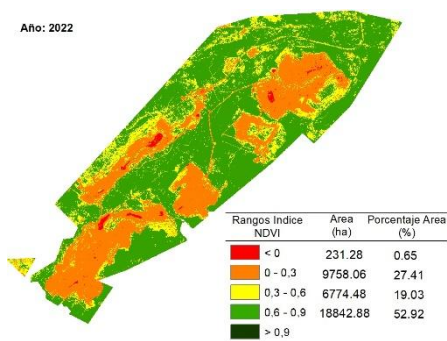 Año: 2022
Rangos Indice NDVI Area (ha) Porcentaje Area (%)
< 0 231.28 0.65
0 - 0,3 9758.06 27.41
0,3 - 0,6 6774.48 19.03
0,6 - 0,9 18842.88 52.92
> 0,9